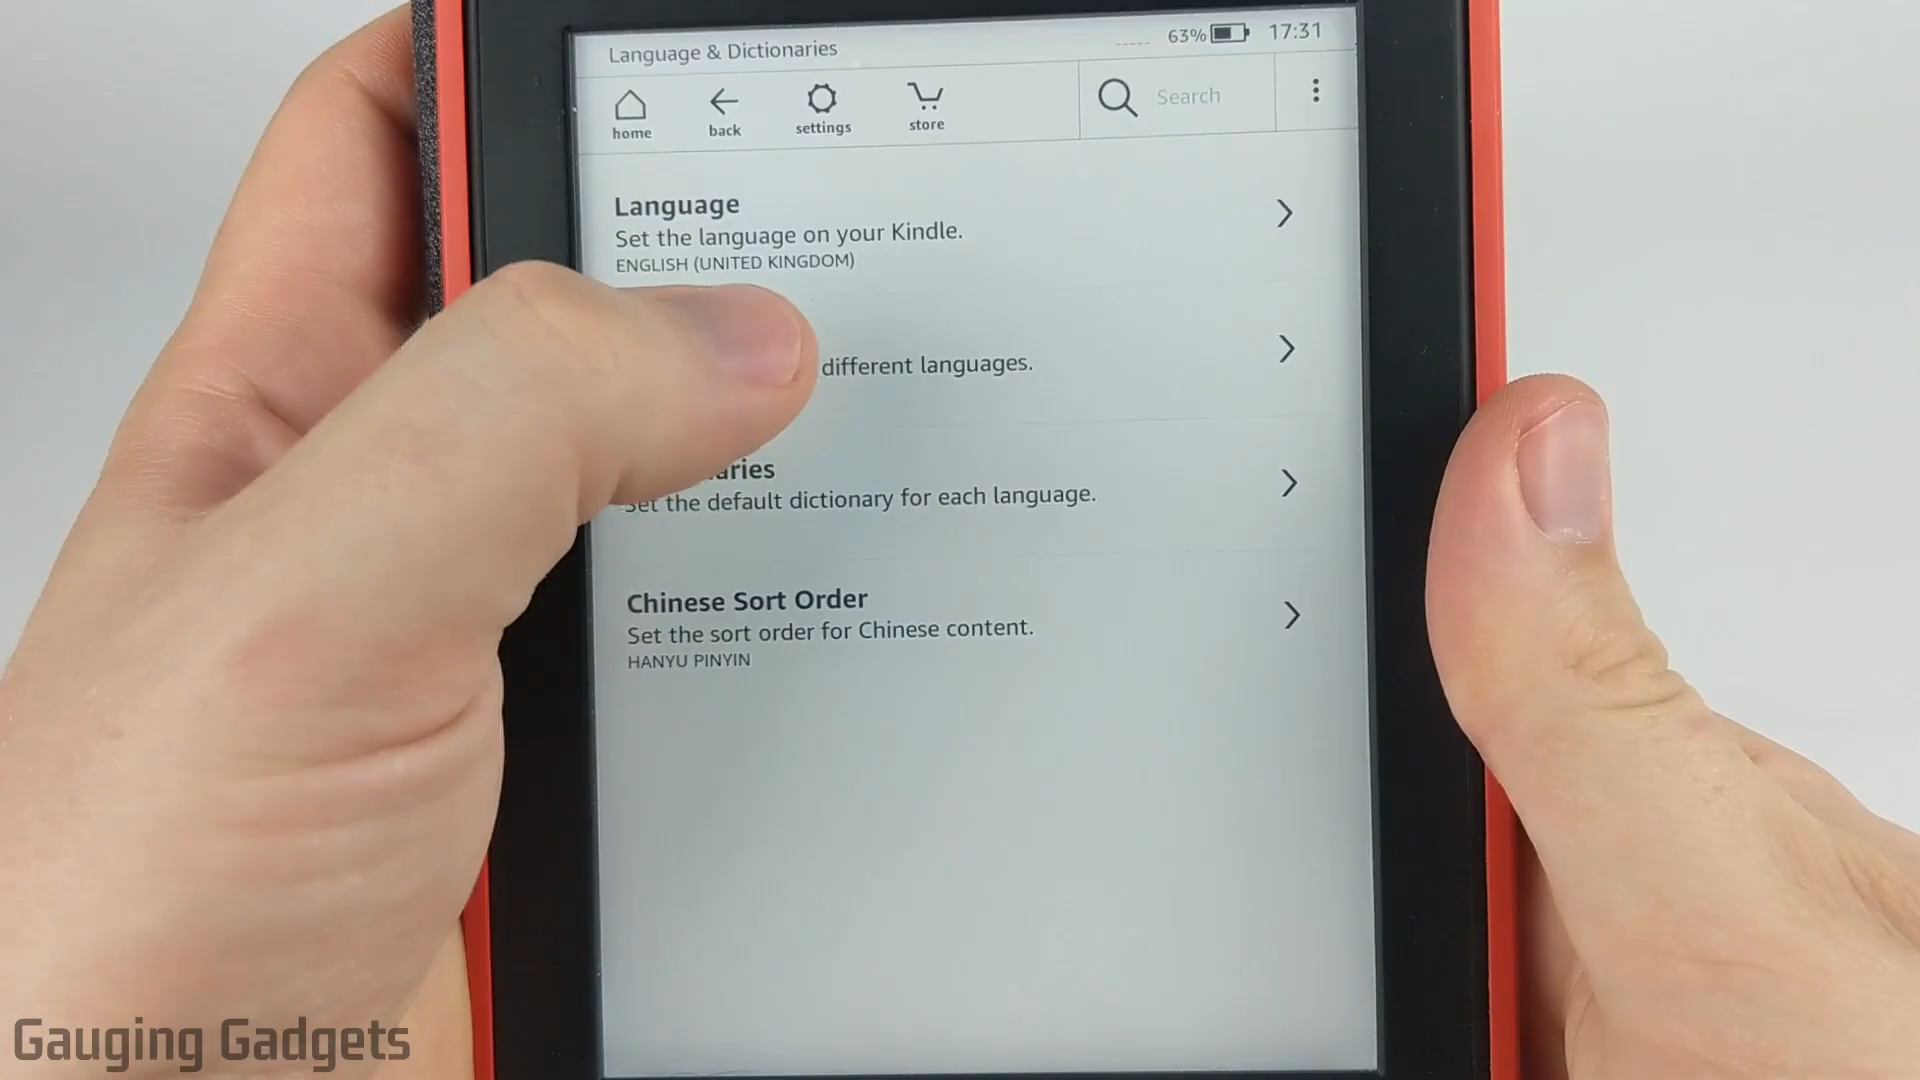 Language & Dictionaries
63% 17:31
home back settings store Search
Language
Set the language on your Kindle.
ENGLISH (UNITED KINGDOM)
different languages.
the default dictionary for each language.
Chinese Sort Order
Set the sort order for Chinese content.
HANYU PINYIN
Gauging Gadgets